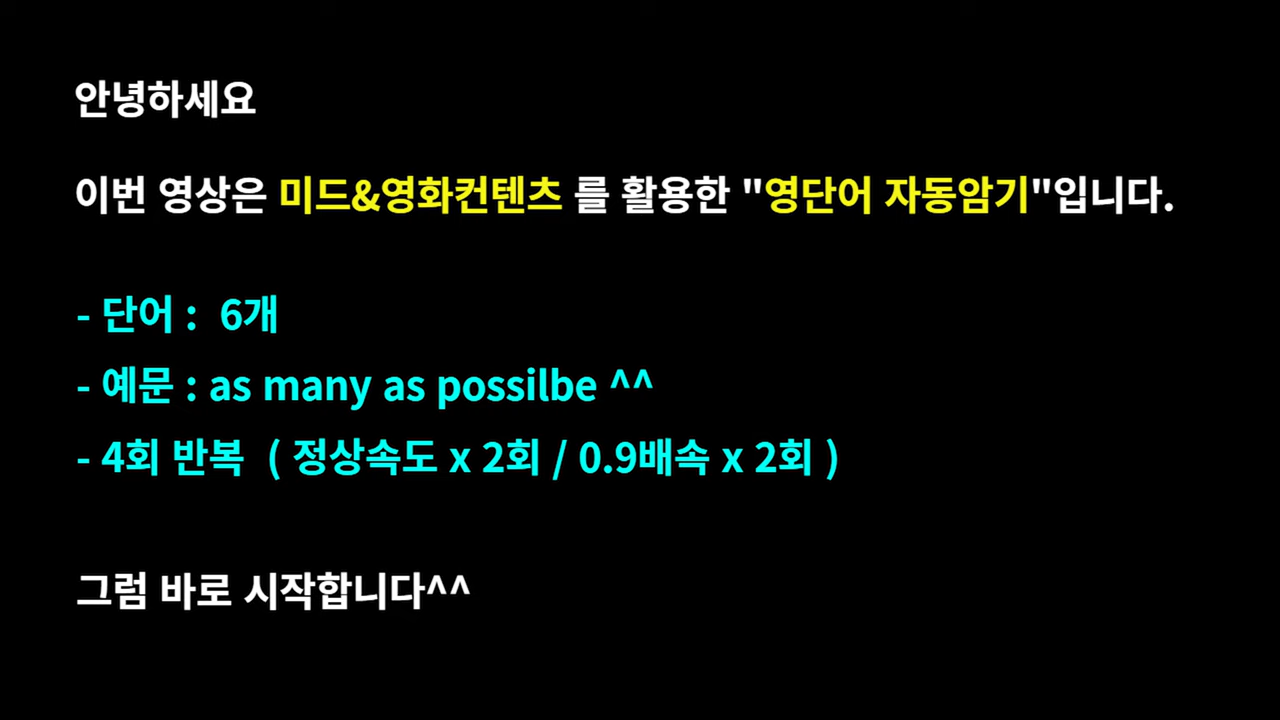 안녕하세요
이번 영상은 미드&영화컨텐츠 를 활용한 "영단어 자동암기"입니다.
- 단어 : 6개
- 예문 : as many as possilbe ^^
- 4회 반복 ( 정상속도 x 2회 / 0.9배속 x 2회 )
그럼 바로 시작합니다^^